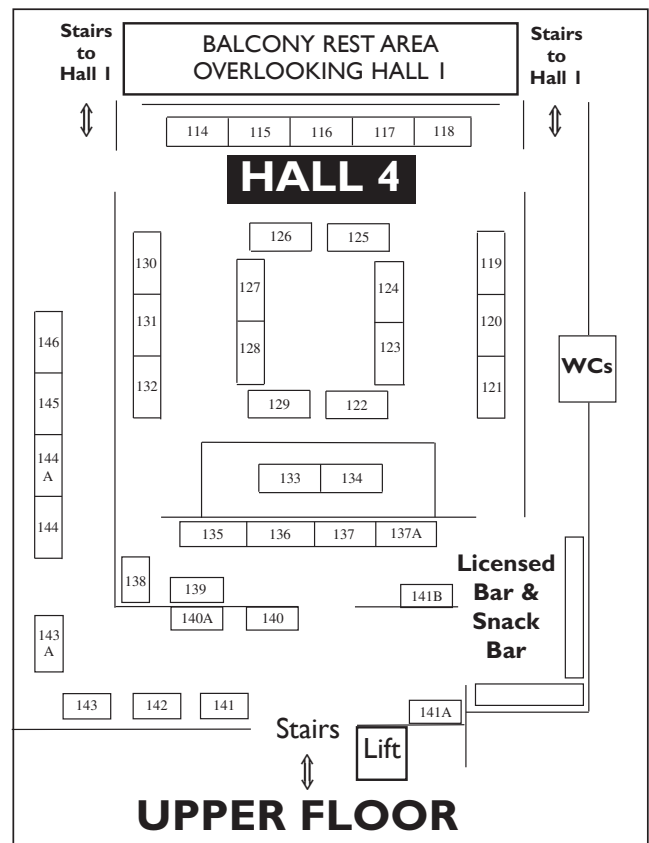 Stairs
to
Hall 1
BALCONY REST AREA
OVERLOOKING HALL 1
Stairs
to
Hall 1
114 115 116 117 118
HALL 4
126 125
130 127 124 119
131 128 123 120
132 129 122 121
146
145
144
A
144
WCs
133 134
135 136 137 137A
138 139
140A 140
141B
Licensed
Bar &
Snack
Bar
143
A
143 142 141
141A
Stairs
Lift
UPPER FLOOR